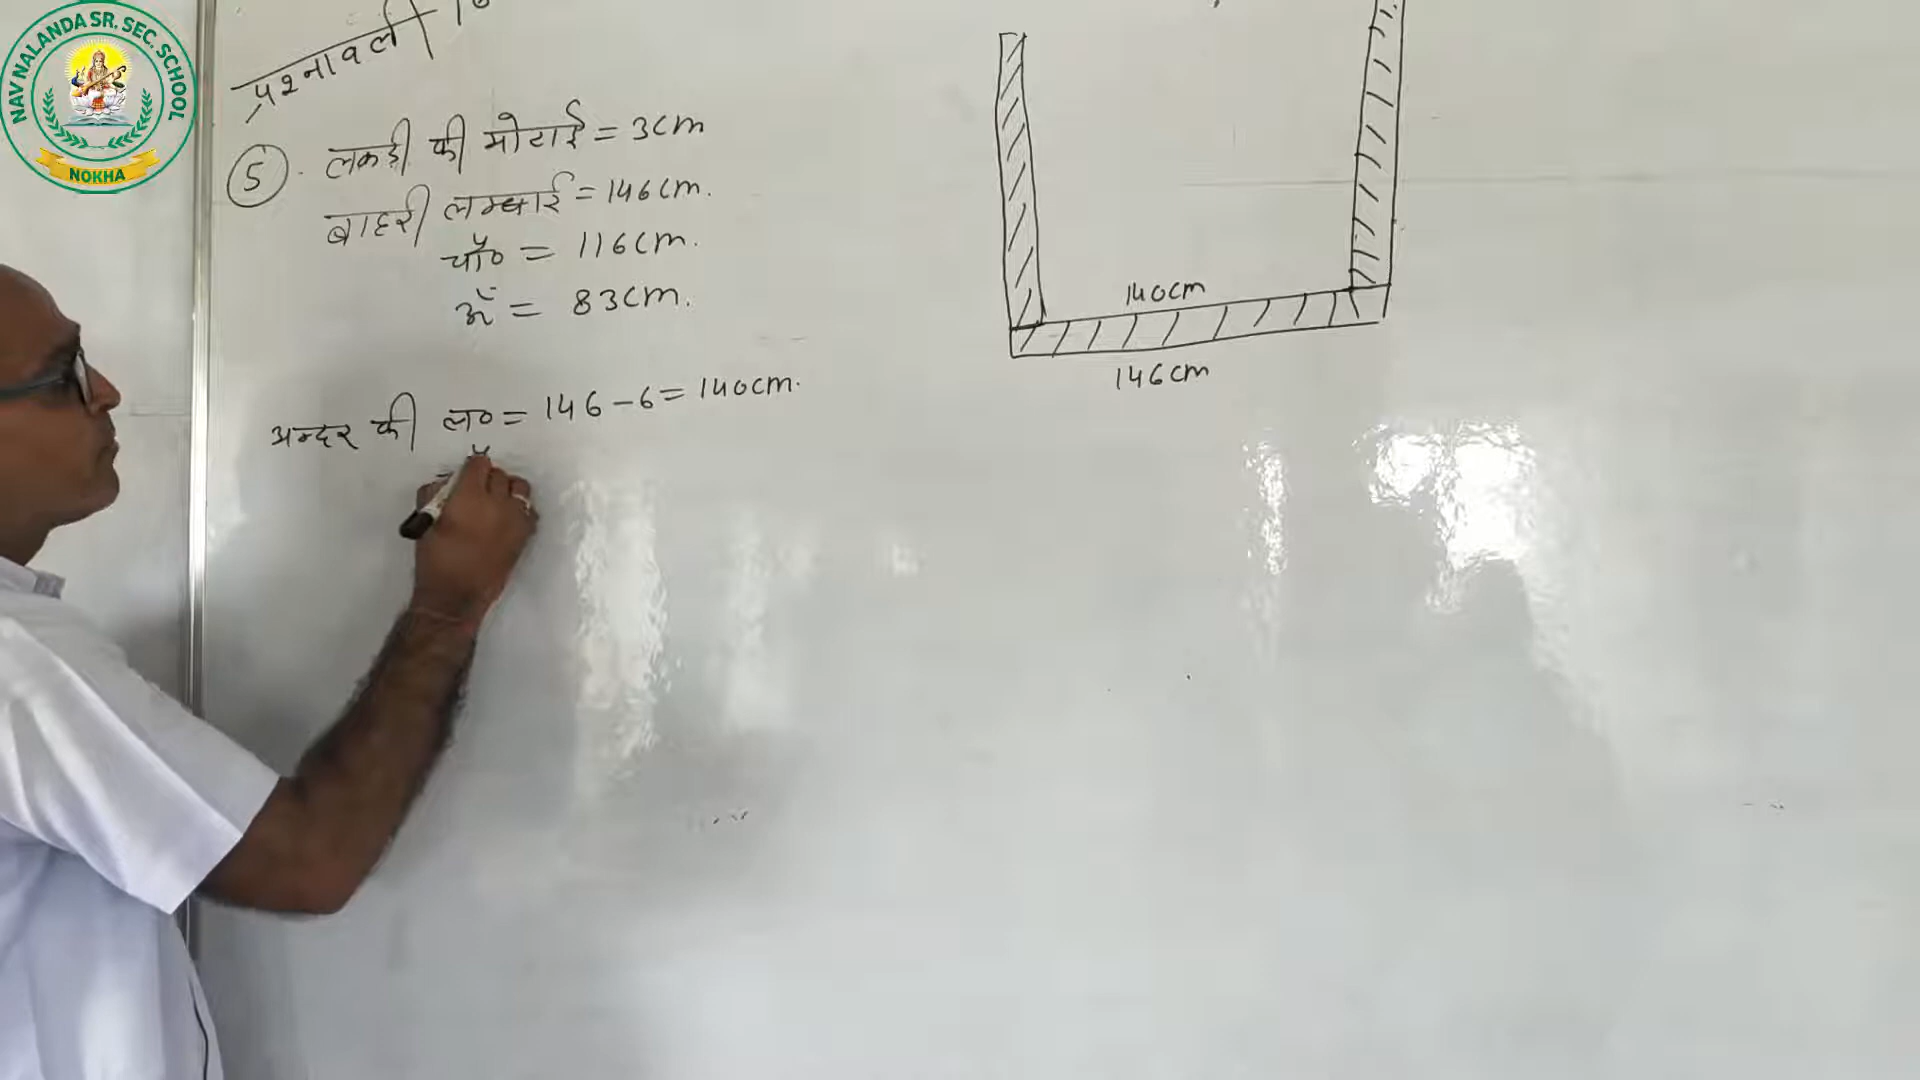 NAV NALANDA SR. SEC. SCHOOL
NOKHA
प्रश्नावली
5. लकड़ी की मोटाई = 3cm
बाहरी लम्बाई = 146cm.
चौ० = 116cm.
ऊँ = 83cm.
अन्दर की ल० = 146 - 6 = 140cm.
140cm
146cm